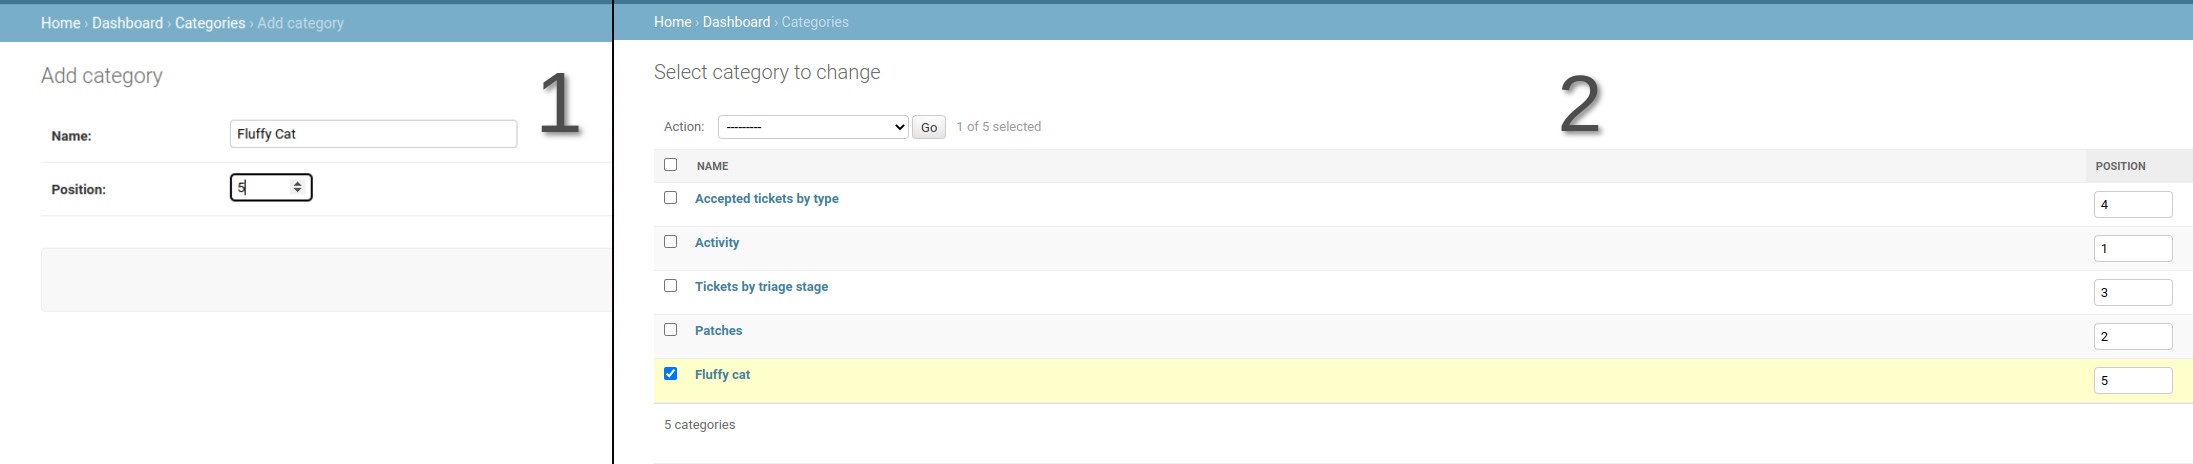 Home › Dashboard › Categories › Add category
Add category
1
Name: Fluffy Cat
Position: 5
Home › Dashboard › Categories
Select category to change
2
Action: --------- Go 1 of 5 selected
NAME POSITION
Accepted tickets by type 4
Activity 1
Tickets by triage stage 3
Patches 2
Fluffy cat 5
5 categories